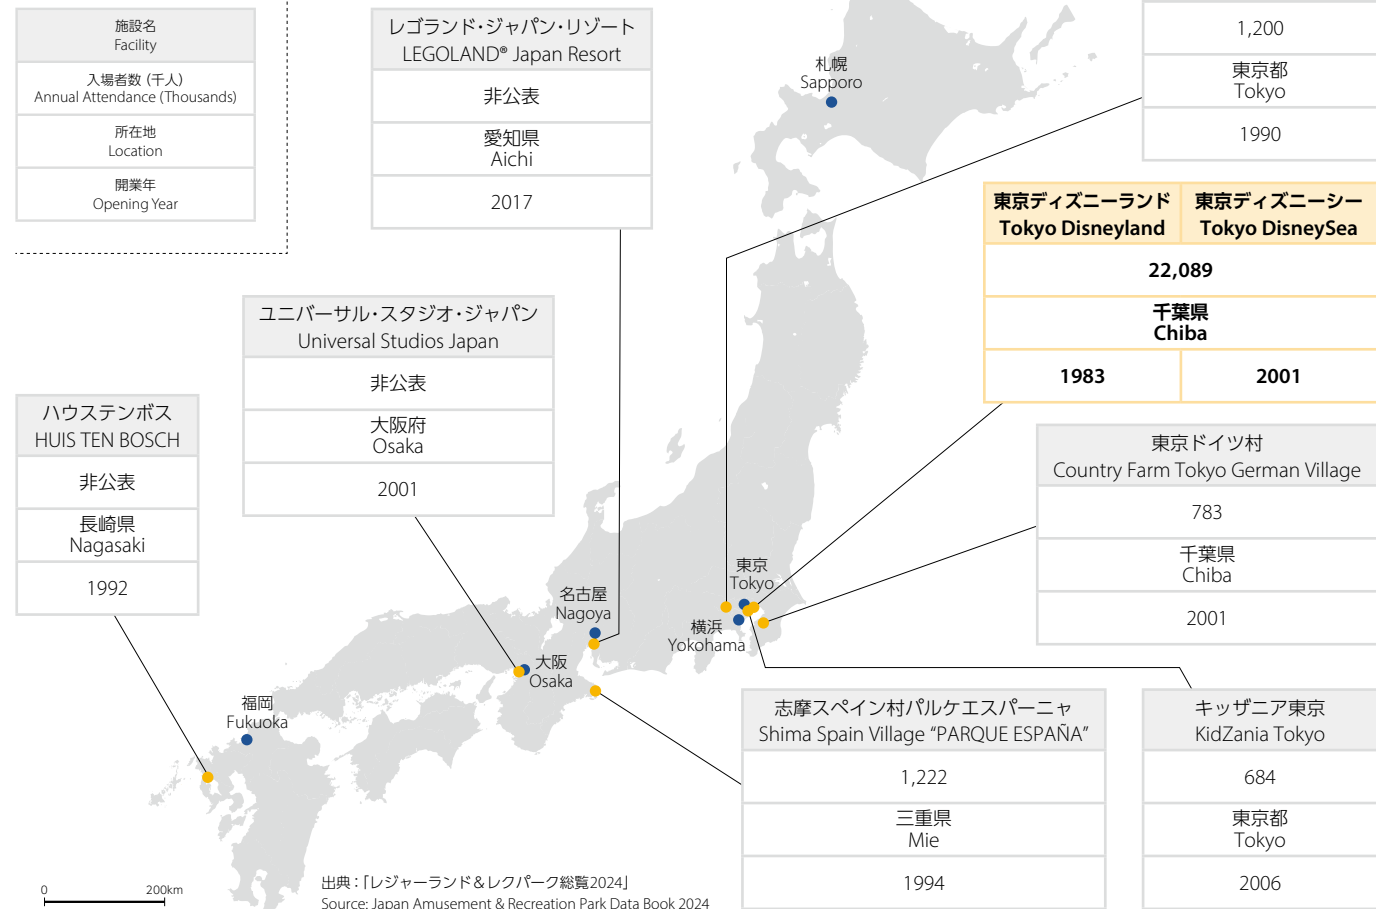 施設名
Facility
入場者数（千人）
Annual Attendance (Thousands)
所在地
Location
開業年
Opening Year
レゴランド・ジャパン・リゾート
LEGOLAND® Japan Resort
非公表
愛知県
Aichi
2017
札幌
Sapporo
1,200
東京都
Tokyo
1990
東京ディズニーランド
Tokyo Disneyland
東京ディズニーシー
Tokyo DisneySea
22,089
千葉県
Chiba
1983
2001
ユニバーサル・スタジオ・ジャパン
Universal Studios Japan
非公表
大阪府
Osaka
2001
ハウステンボス
HUIS TEN BOSCH
非公表
長崎県
Nagasaki
1992
東京ドイツ村
Country Farm Tokyo German Village
783
千葉県
Chiba
2001
東京
Tokyo
名古屋
Nagoya
横浜
Yokohama
大阪
Osaka
福岡
Fukuoka
志摩スペイン村パルケエスパーニャ
Shima Spain Village “PARQUE ESPAÑA”
1,222
三重県
Mie
1994
キッザニア東京
KidZania Tokyo
684
東京都
Tokyo
2006
0 200km
出典：「レジャーランド＆レクパーク総覧2024」
Source: Japan Amusement & Recreation Park Data Book 2024